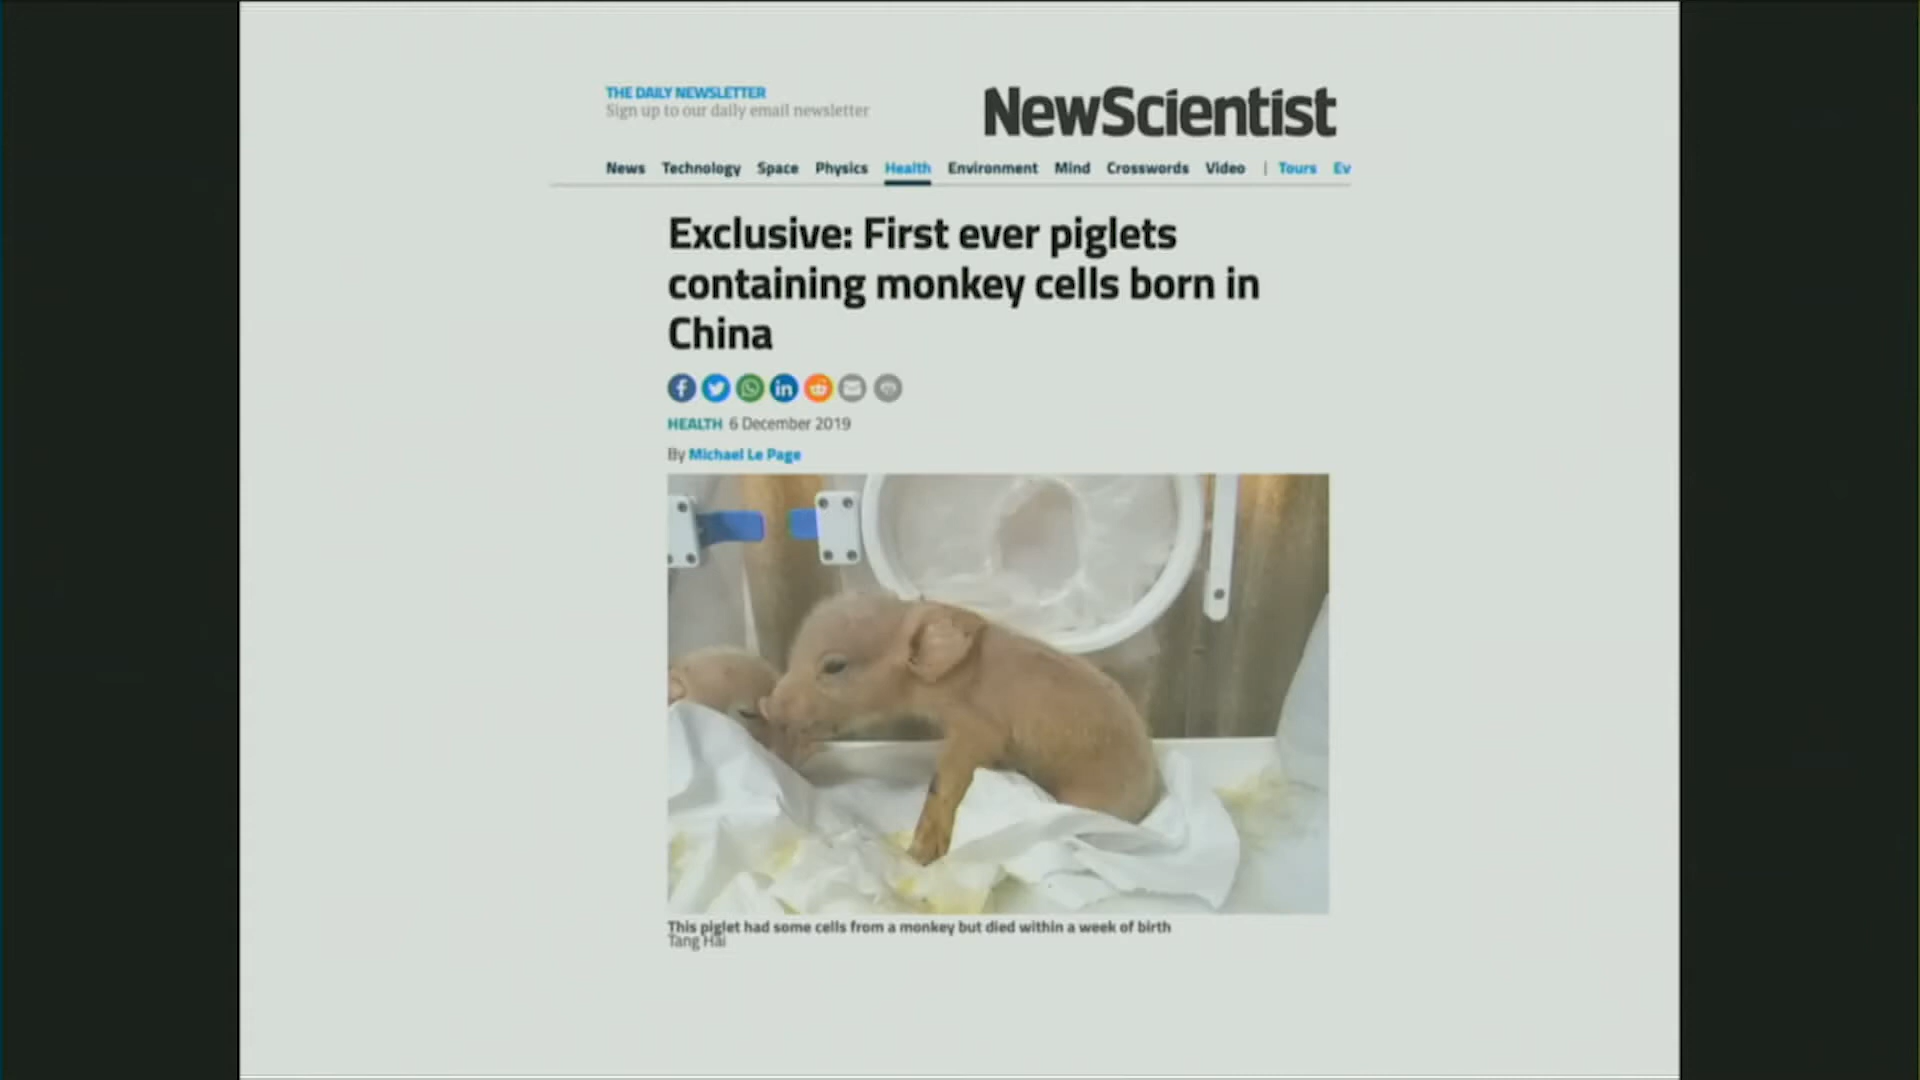 THE DAILY NEWSLETTER
Sign up to our daily email newsletter
NewScientist
News Technology Space Physics Health Environment Mind Crosswords Video | Tours Ev
Exclusive: First ever piglets
containing monkey cells born in
China
HEALTH 6 December 2019
By Michael Le Page
This piglet had some cells from a monkey but died within a week of birth
Tang Hai